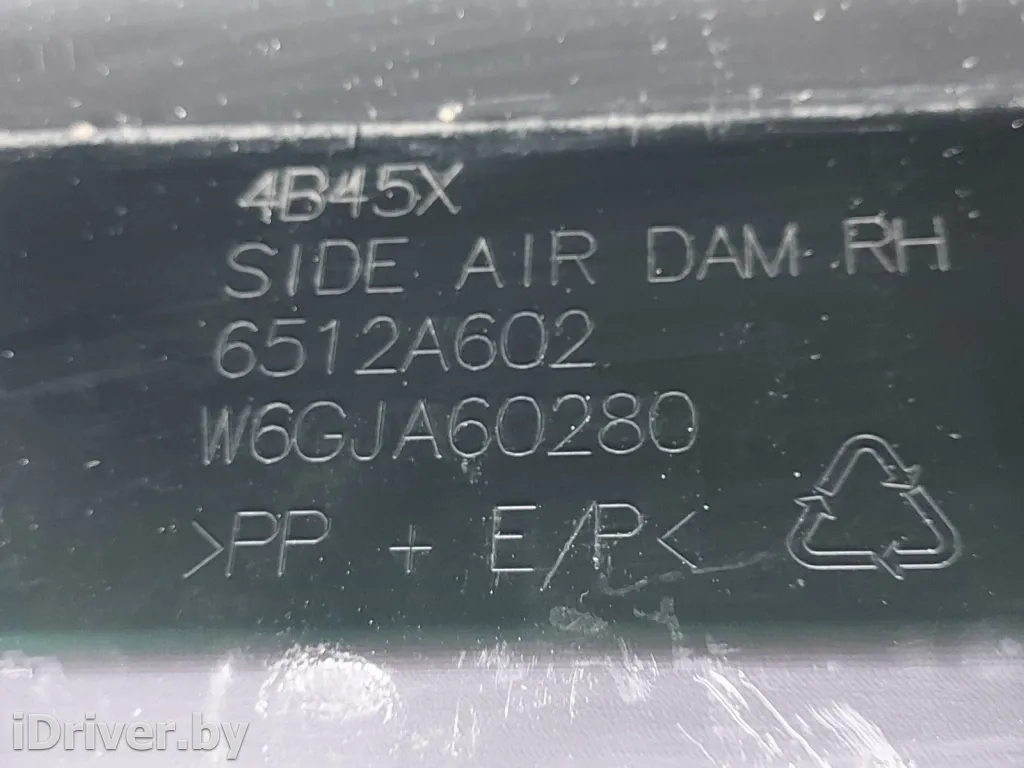 4B45X
SIDE AIR DAM RH
6512A602
W6GJA60280
>PP + E/P<
iDriver.by